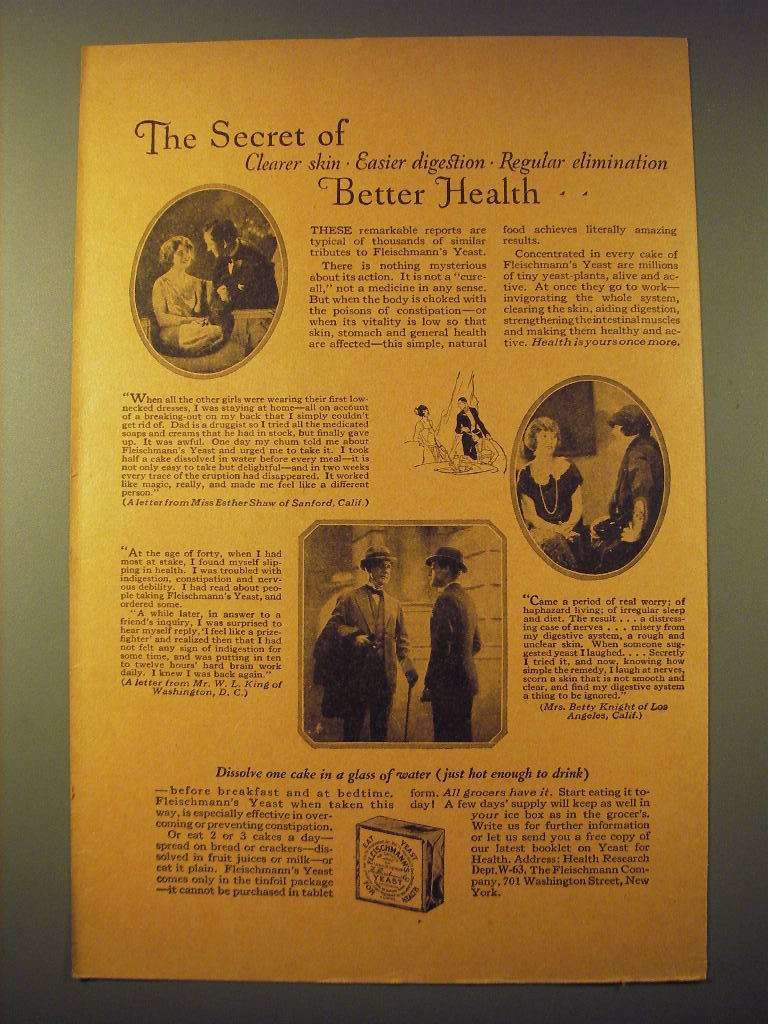 The Secret of
Clearer skin · Easier digestion · Regular elimination
Better Health
THESE remarkable reports are
typical of thousands of similar
tributes to Fleischmann's Yeast.
There is nothing mysterious
about its action. It is not a "cure-
all," not a medicine in any sense.
But when the body is choked with
the poisons of constipation—or
when its vitality is low so that
skin, stomach and general health
are affected—this simple, natural
food achieves literally amazing
results.
Concentrated in every cake of
Fleischmann's Yeast are millions
of tiny yeast-plants, alive and ac-
tive. At once they go to work—
invigorating the whole system,
clearing the skin, aiding digestion,
strengthening the intestinal muscles
and making them healthy and ac-
tive. Health is yours once more.
"When all the other girls were wearing their first low-
necked dresses, I was staying at home—all on account
of a breaking-out on my back that I simply couldn't
get rid of. Dad is a druggist so I tried all the medicated
soaps and creams that he had in stock, but finally gave
up. It was awful. One day my chum told me about
Fleischmann's Yeast and urged me to take it. I took
half a cake dissolved in water before every meal—it is
not only easy to take but delightful—and in two weeks
every trace of the eruption had disappeared. It worked
like magic, really, and made me feel like a different
person."
(A letter from Miss Esther Shaw of Sanford, Calif.)
"At the age of forty, when I had
most at stake, I found myself slip-
ping in health. I was troubled with
indigestion, constipation and nerv-
ous debility. I had read about peo-
ple taking Fleischmann's Yeast, and
ordered some.
"A while later, in answer to a
friend's inquiry, I was surprised to
hear myself reply, 'I feel like a prize-
fighter' and realized then that I had
not felt any sign of indigestion for
some time, and was putting in ten
to twelve hours' hard brain work
daily. I knew I was back again."
(A letter from Mr. W. L. King of
Washington, D. C.)
"Came a period of real worry; of
haphazard living; of irregular sleep
and diet. The result . . . a distress-
ing case of nerves . . . misery from
my digestive system, a rough and
unclear skin. When someone sug-
gested yeast I laughed. . . . Secretly
I tried it, and now, knowing how
simple the remedy, I laugh at nerves,
scorn a skin that is not smooth and
clear, and find my digestive system
a thing to be ignored."
(Mrs. Betty Knight of Los
Angeles, Calif.)
Dissolve one cake in a glass of water (just hot enough to drink)
—before breakfast and at bedtime.
Fleischmann's Yeast when taken this
way, is especially effective in over-
coming or preventing constipation.
Or eat 2 or 3 cakes a day—
spread on bread or crackers—dis-
solved in fruit juices or milk—or
eat it plain. Fleischmann's Yeast
comes only in the tinfoil package
—it cannot be purchased in tablet
form. All grocers have it. Start eating it to-
day! A few days' supply will keep as well in
your ice box as in the grocer's.
Write us for further information
or let us send you a free copy of
our latest booklet on Yeast for
Health. Address: Health Research
Dept. W-63, The Fleischmann Com-
pany, 701 Washington Street, New
York.
EAT YEAST
FLEISCHMANN'S
YEAST
FOR HEALTH